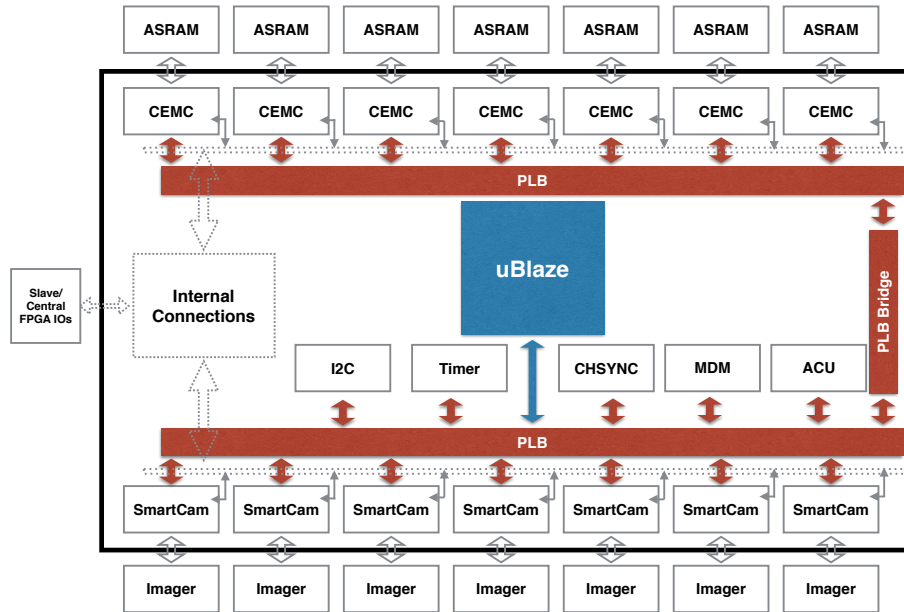 ASRAM ASRAM ASRAM ASRAM ASRAM ASRAM ASRAM
CEMC CEMC CEMC CEMC CEMC CEMC CEMC
PLB
uBlaze
PLB Bridge
Slave/
Central
FPGA IOs
Internal
Connections
I2C Timer CHSYNC MDM ACU
PLB
SmartCam SmartCam SmartCam SmartCam SmartCam SmartCam SmartCam
Imager Imager Imager Imager Imager Imager Imager